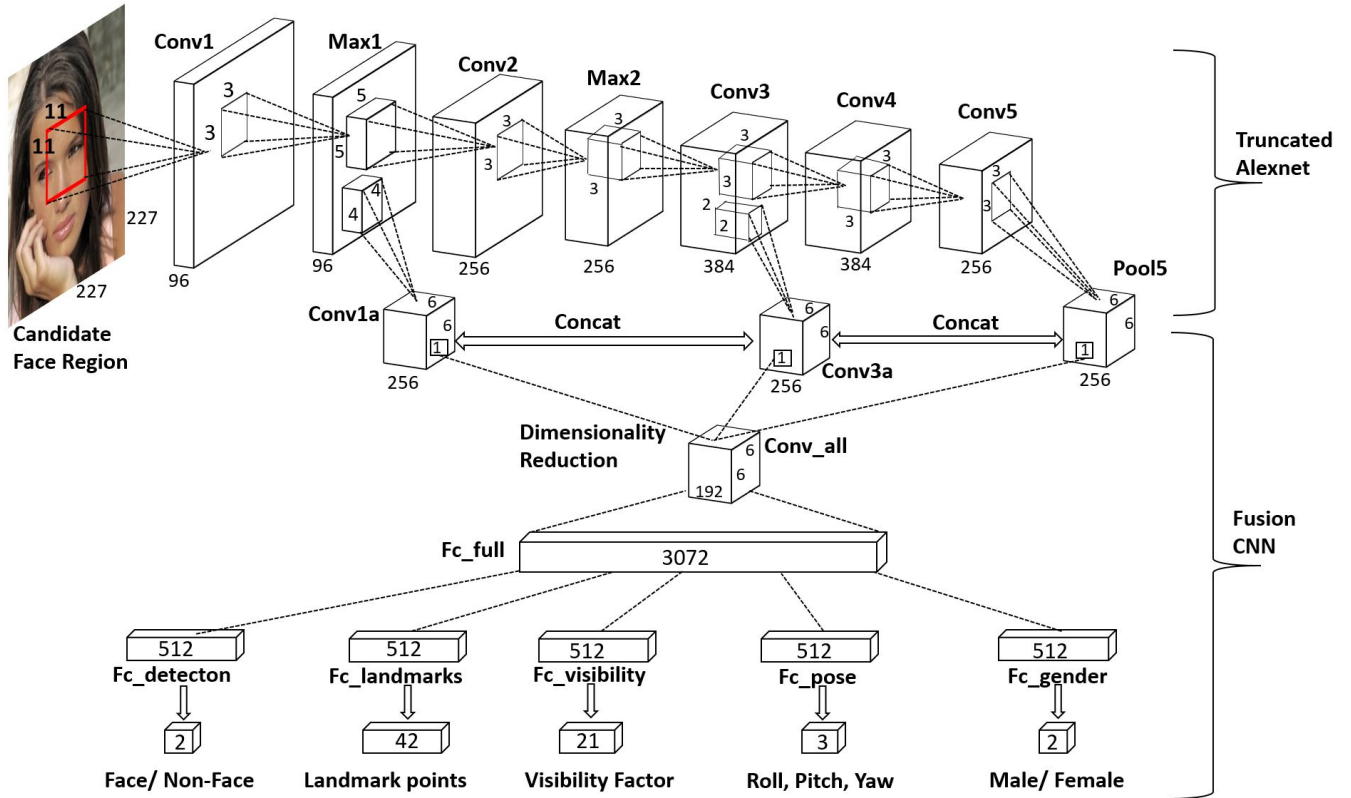 Conv1
Max1
Conv2
Max2
Conv3
Conv4
Conv5
11
11
3
3
5
5
4
4
3
3
3
3
3
3
2
2
3
3
3
3
227
227
96
96
256
256
384
384
256
Truncated
Alexnet
Candidate
Face Region
Conv1a
6
6
1
256
Concat
6
6
1
256
Conv3a
Concat
Pool5
6
6
1
256
Dimensionality
Reduction
Conv_all
6
6
192
Fusion
CNN
Fc_full
3072
512
512
512
512
512
Fc_detecton
Fc_landmarks
Fc_visibility
Fc_pose
Fc_gender
2
42
21
3
2
Face/ Non-Face
Landmark points
Visibility Factor
Roll, Pitch, Yaw
Male/ Female